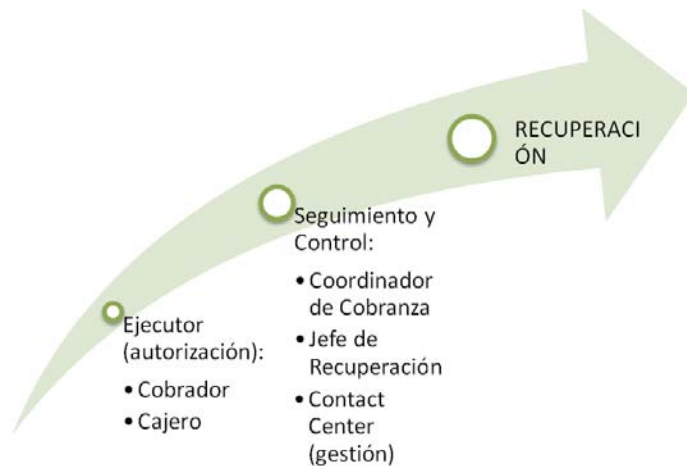 RECUPERACI
ÓN
Seguimiento y
Control:
• Coordinador
de Cobranza
• Jefe de
Recuperación
• Contact
Center
(gestión)
Ejecutor
(autorización):
• Cobrador
• Cajero